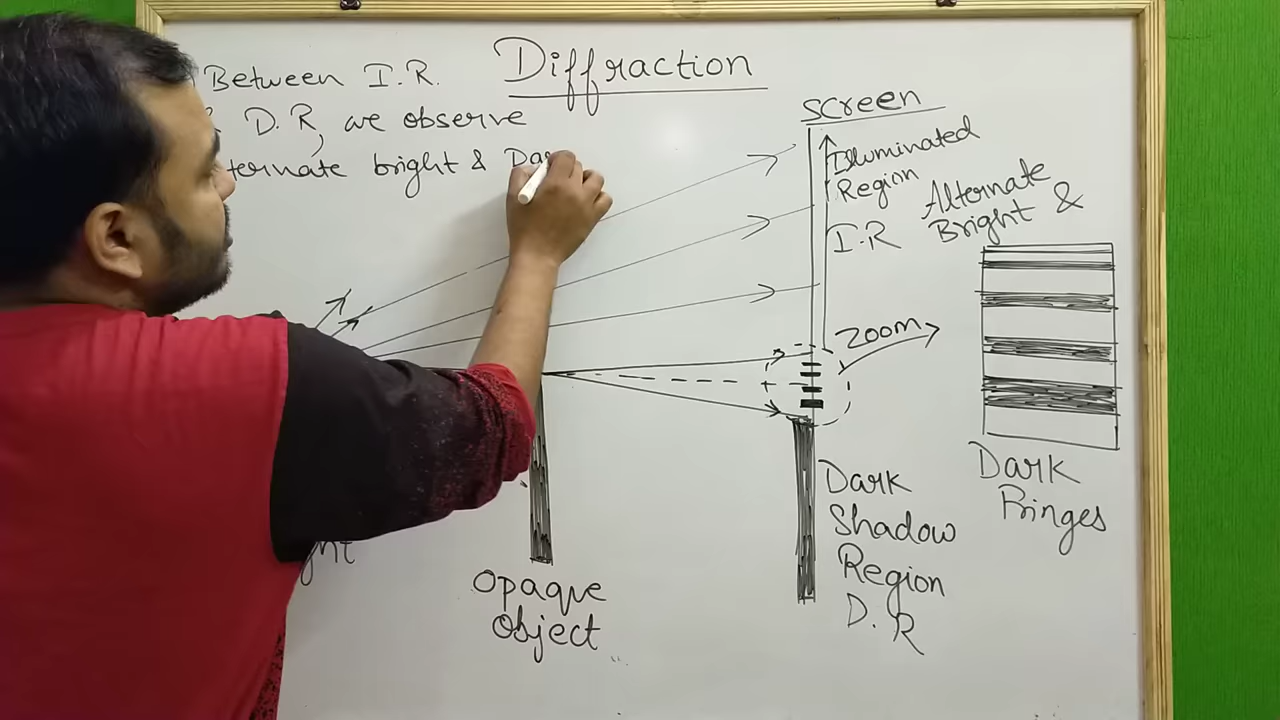 Diffraction
Between I.R.
D.R, we observe
ternate bright &
screen
Illuminated
Region
I.R
Alternate
Bright &
zoom
Dark
Fringes
Dark
Shadow
Region
D.R
Opaque
Object